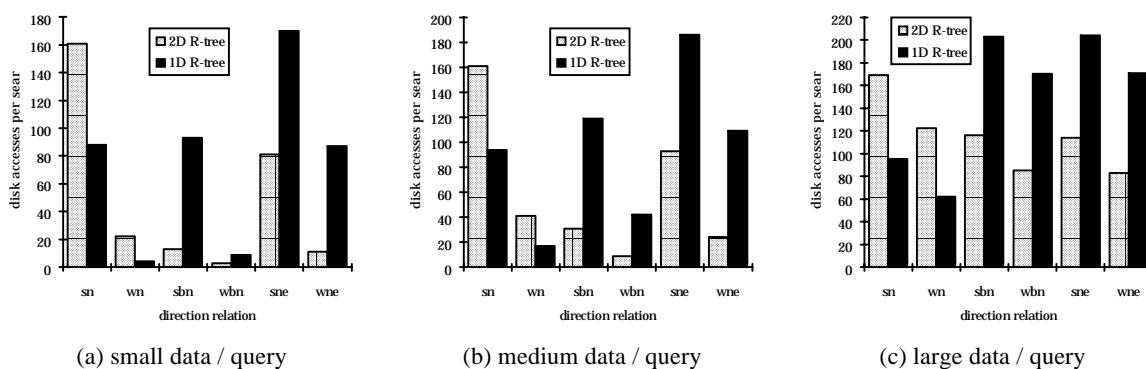 180
160
140
120
100
80
60
40
20
0
disk accesses per sear
2D R-tree
1D R-tree
sn wn sbn wbn sne wne
direction relation
(a) small data / query
200
180
160
140
120
100
80
60
40
20
0
disk accesses per sear
2D R-tree
1D R-tree
sn wn sbn wbn sne wne
direction relation
(b) medium data / query
220
200
180
160
140
120
100
80
60
40
20
0
disk accesses per sear
2D R-tree
1D R-tree
sn wn sbn wbn sne wne
direction relation
(c) large data / query